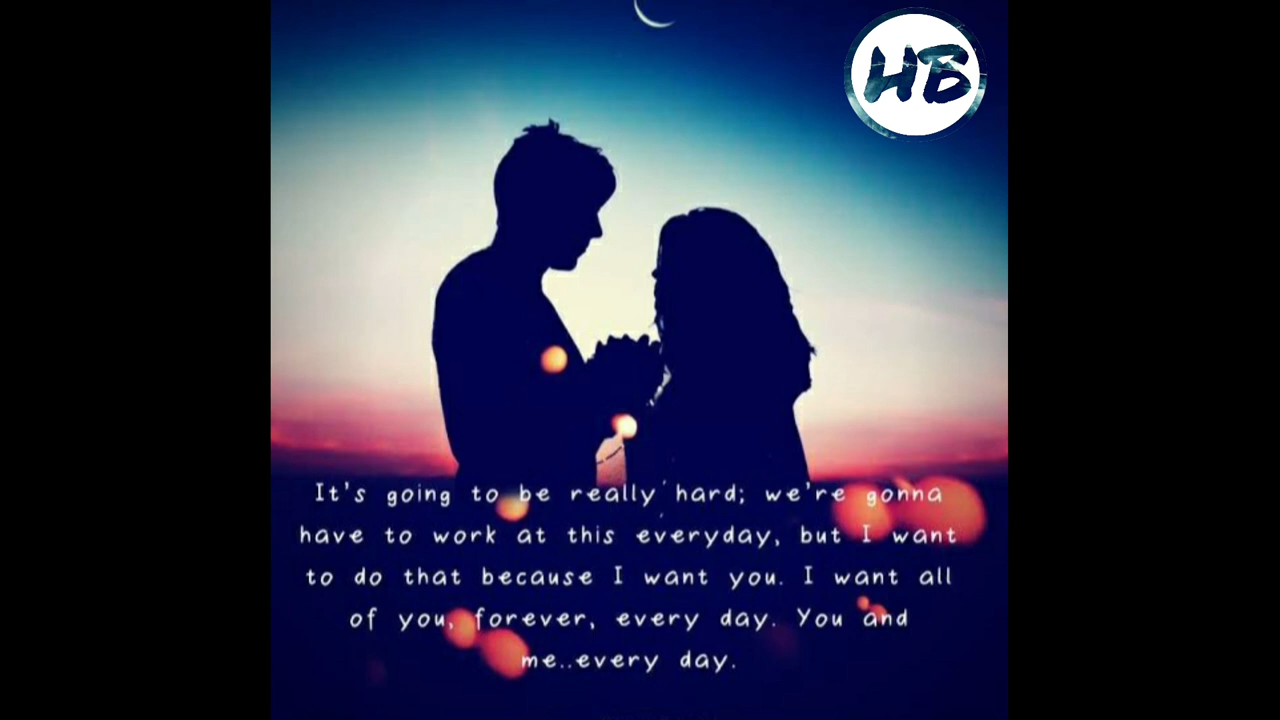 HB
It's going to be really hard; we're gonna
have to work at this everyday, but I want
to do that because I want you. I want all
of you, forever, every day. You and
me..every day.